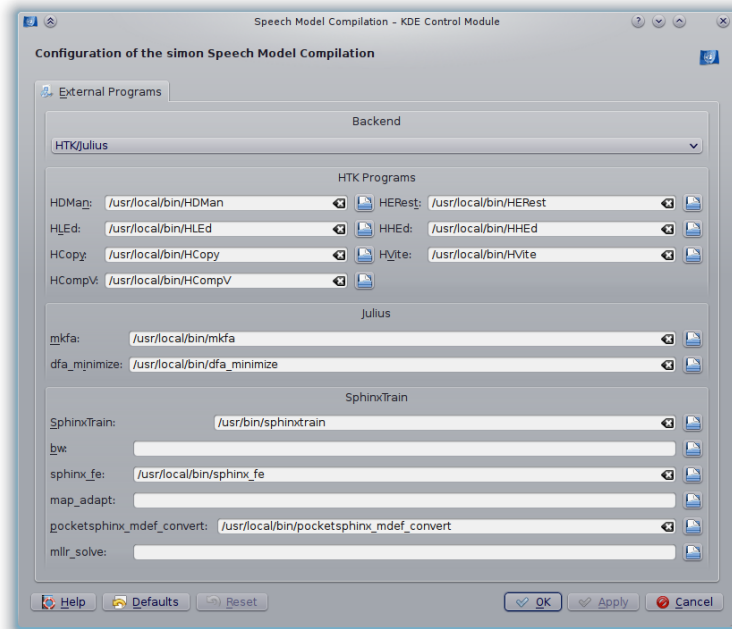 Speech Model Compilation – KDE Control Module
Configuration of the simon Speech Model Compilation
External Programs
Backend
HTK/Julius
HTK Programs
HDMan: /usr/local/bin/HDMan HERest: /usr/local/bin/HERest
HLEd: /usr/local/bin/HLEd HHEd: /usr/local/bin/HHEd
HCopy: /usr/local/bin/HCopy HVite: /usr/local/bin/HVite
HCompV: /usr/local/bin/HCompV
Julius
mkfa: /usr/local/bin/mkfa
dfa_minimize: /usr/local/bin/dfa_minimize
SphinxTrain
SphinxTrain: /usr/bin/sphinxtrain
bw:
sphinx_fe: /usr/local/bin/sphinx_fe
map_adapt:
pocketsphinx_mdef_convert: /usr/local/bin/pocketsphinx_mdef_convert
mllr_solve:
Help Defaults Reset OK Apply Cancel